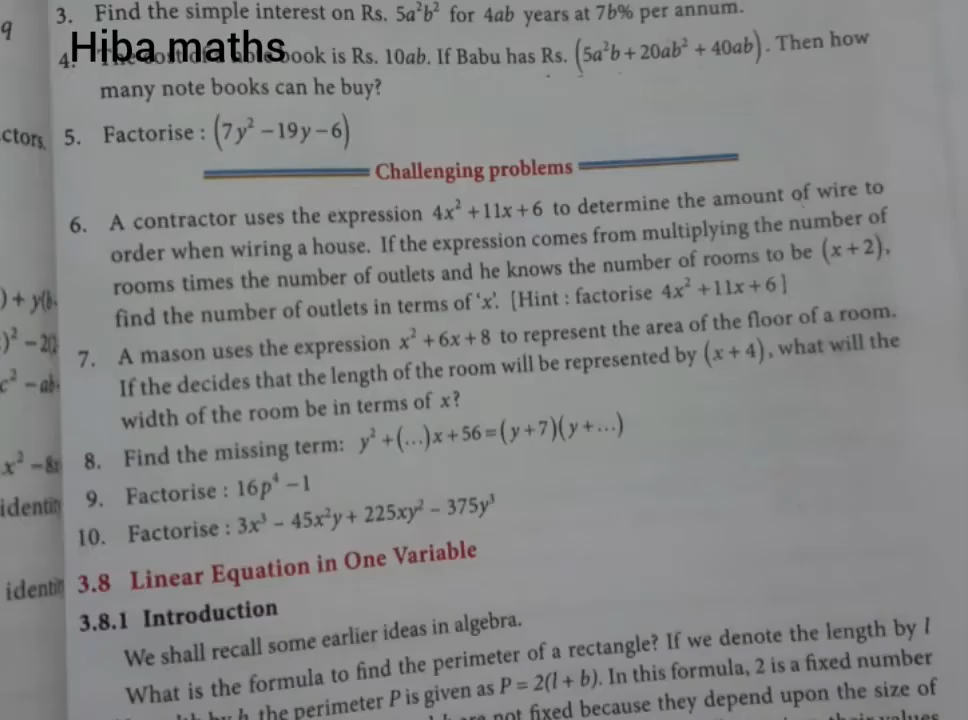 q
3. Find the simple interest on Rs. 5a²b² for 4ab years at 7b% per annum.
Hiba maths
4. book is Rs. 10ab. If Babu has Rs. (5a²b + 20ab² + 40ab). Then how
many note books can he buy?
ctors,
5. Factorise : (7y² −19y−6)
Challenging problems
6. A contractor uses the expression 4x² +11x+6 to determine the amount of wire to
order when wiring a house. If the expression comes from multiplying the number of
rooms times the number of outlets and he knows the number of rooms to be (x+2),
find the number of outlets in terms of 'x'. [Hint : factorise 4x² +11x+6]
7. A mason uses the expression x² +6x+8 to represent the area of the floor of a room.
If the decides that the length of the room will be represented by (x+4), what will the
width of the room be in terms of x?
8. Find the missing term: y² +(...)x+56=(y+7)(y+...)
9. Factorise : 16p⁴ −1
identity
10. Factorise : 3x³ − 45x²y + 225xy² − 375y³
3.8 Linear Equation in One Variable
3.8.1 Introduction
We shall recall some earlier ideas in algebra.
What is the formula to find the perimeter of a rectangle? If we denote the length by l
the perimeter P is given as P = 2(l + b). In this formula, 2 is a fixed number
not fixed because they depend upon the size of